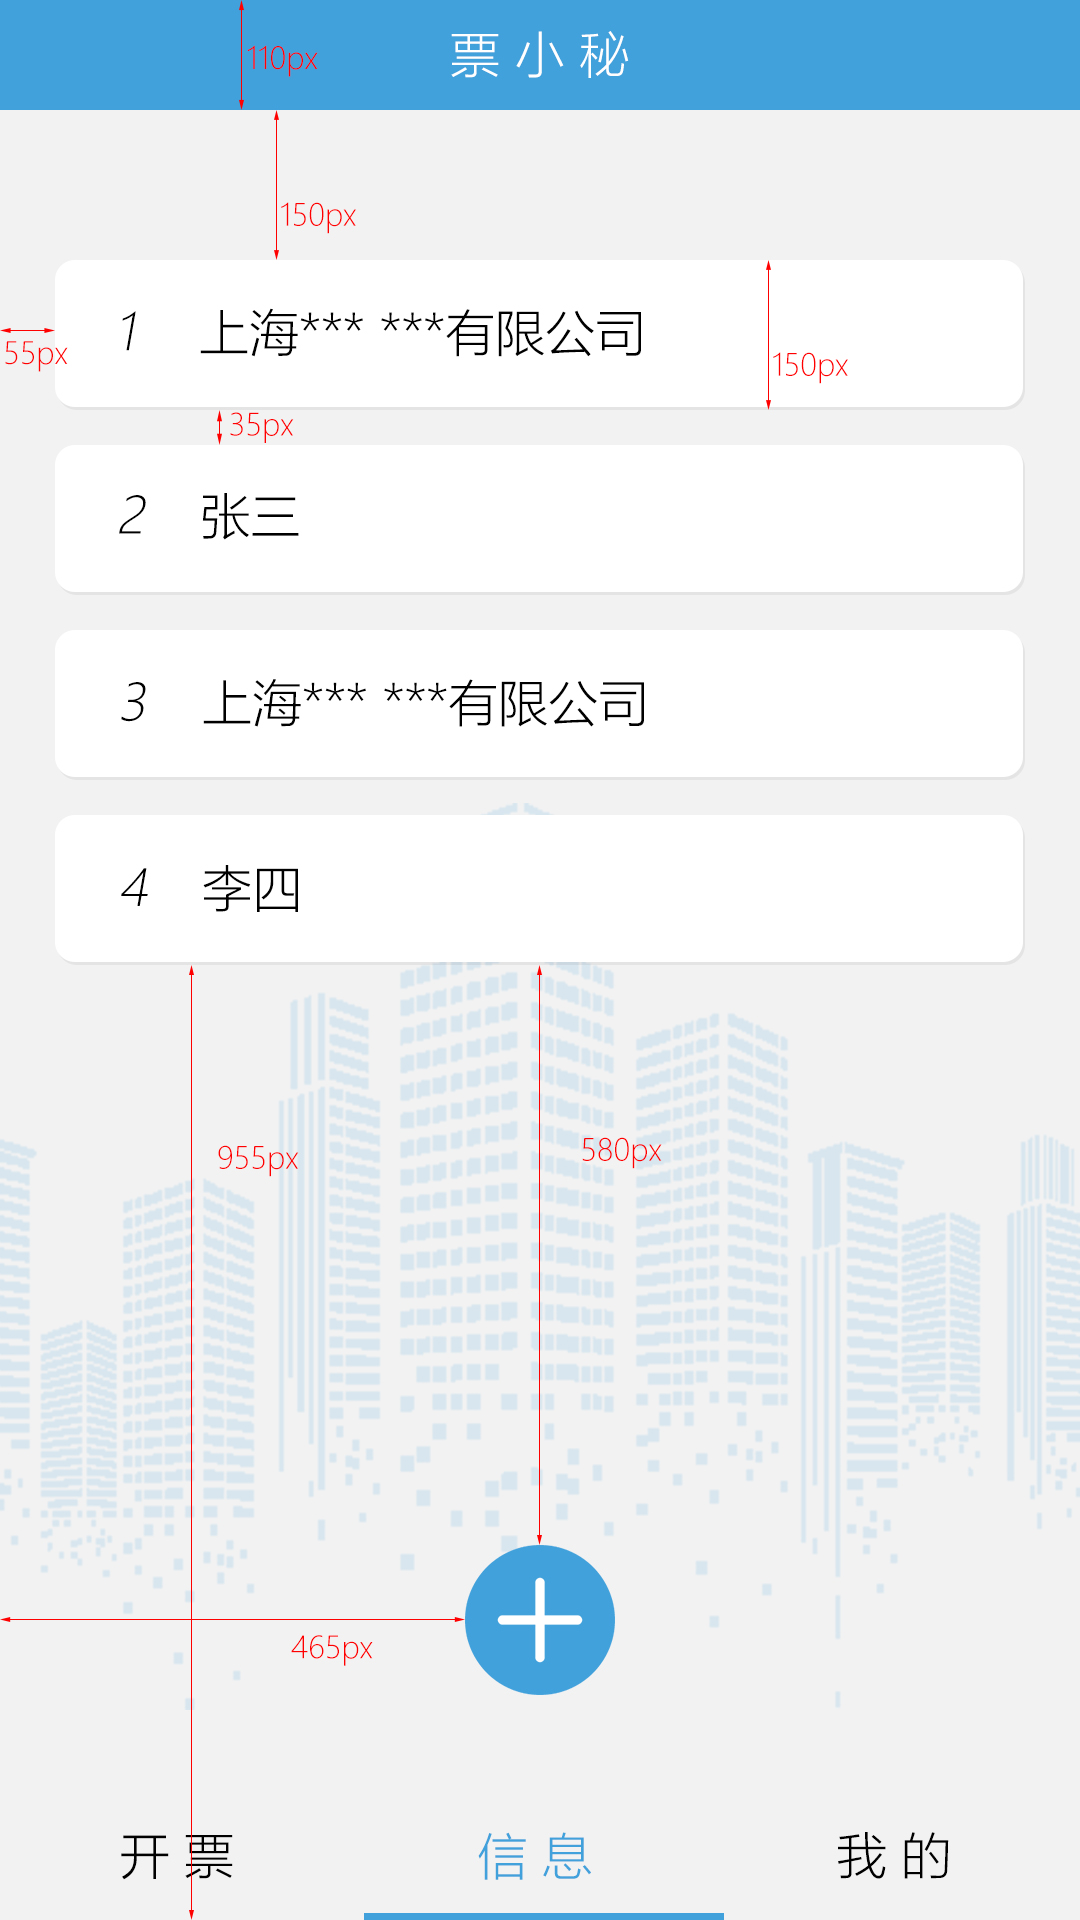 票小秘
110px
150px
1 上海*** ***有限公司
55px
150px
35px
2 张三
3 上海*** ***有限公司
4 李四
955px
580px
465px
开票 信息 我的